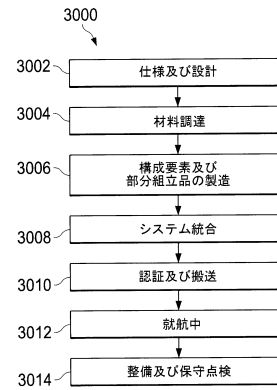 3000
3002
仕様及び設計
3004
材料調達
3006
構成要素及び
部分組立品の製造
3008
システム統合
3010
認証及び搬送
3012
就航中
3014
整備及び保守点検